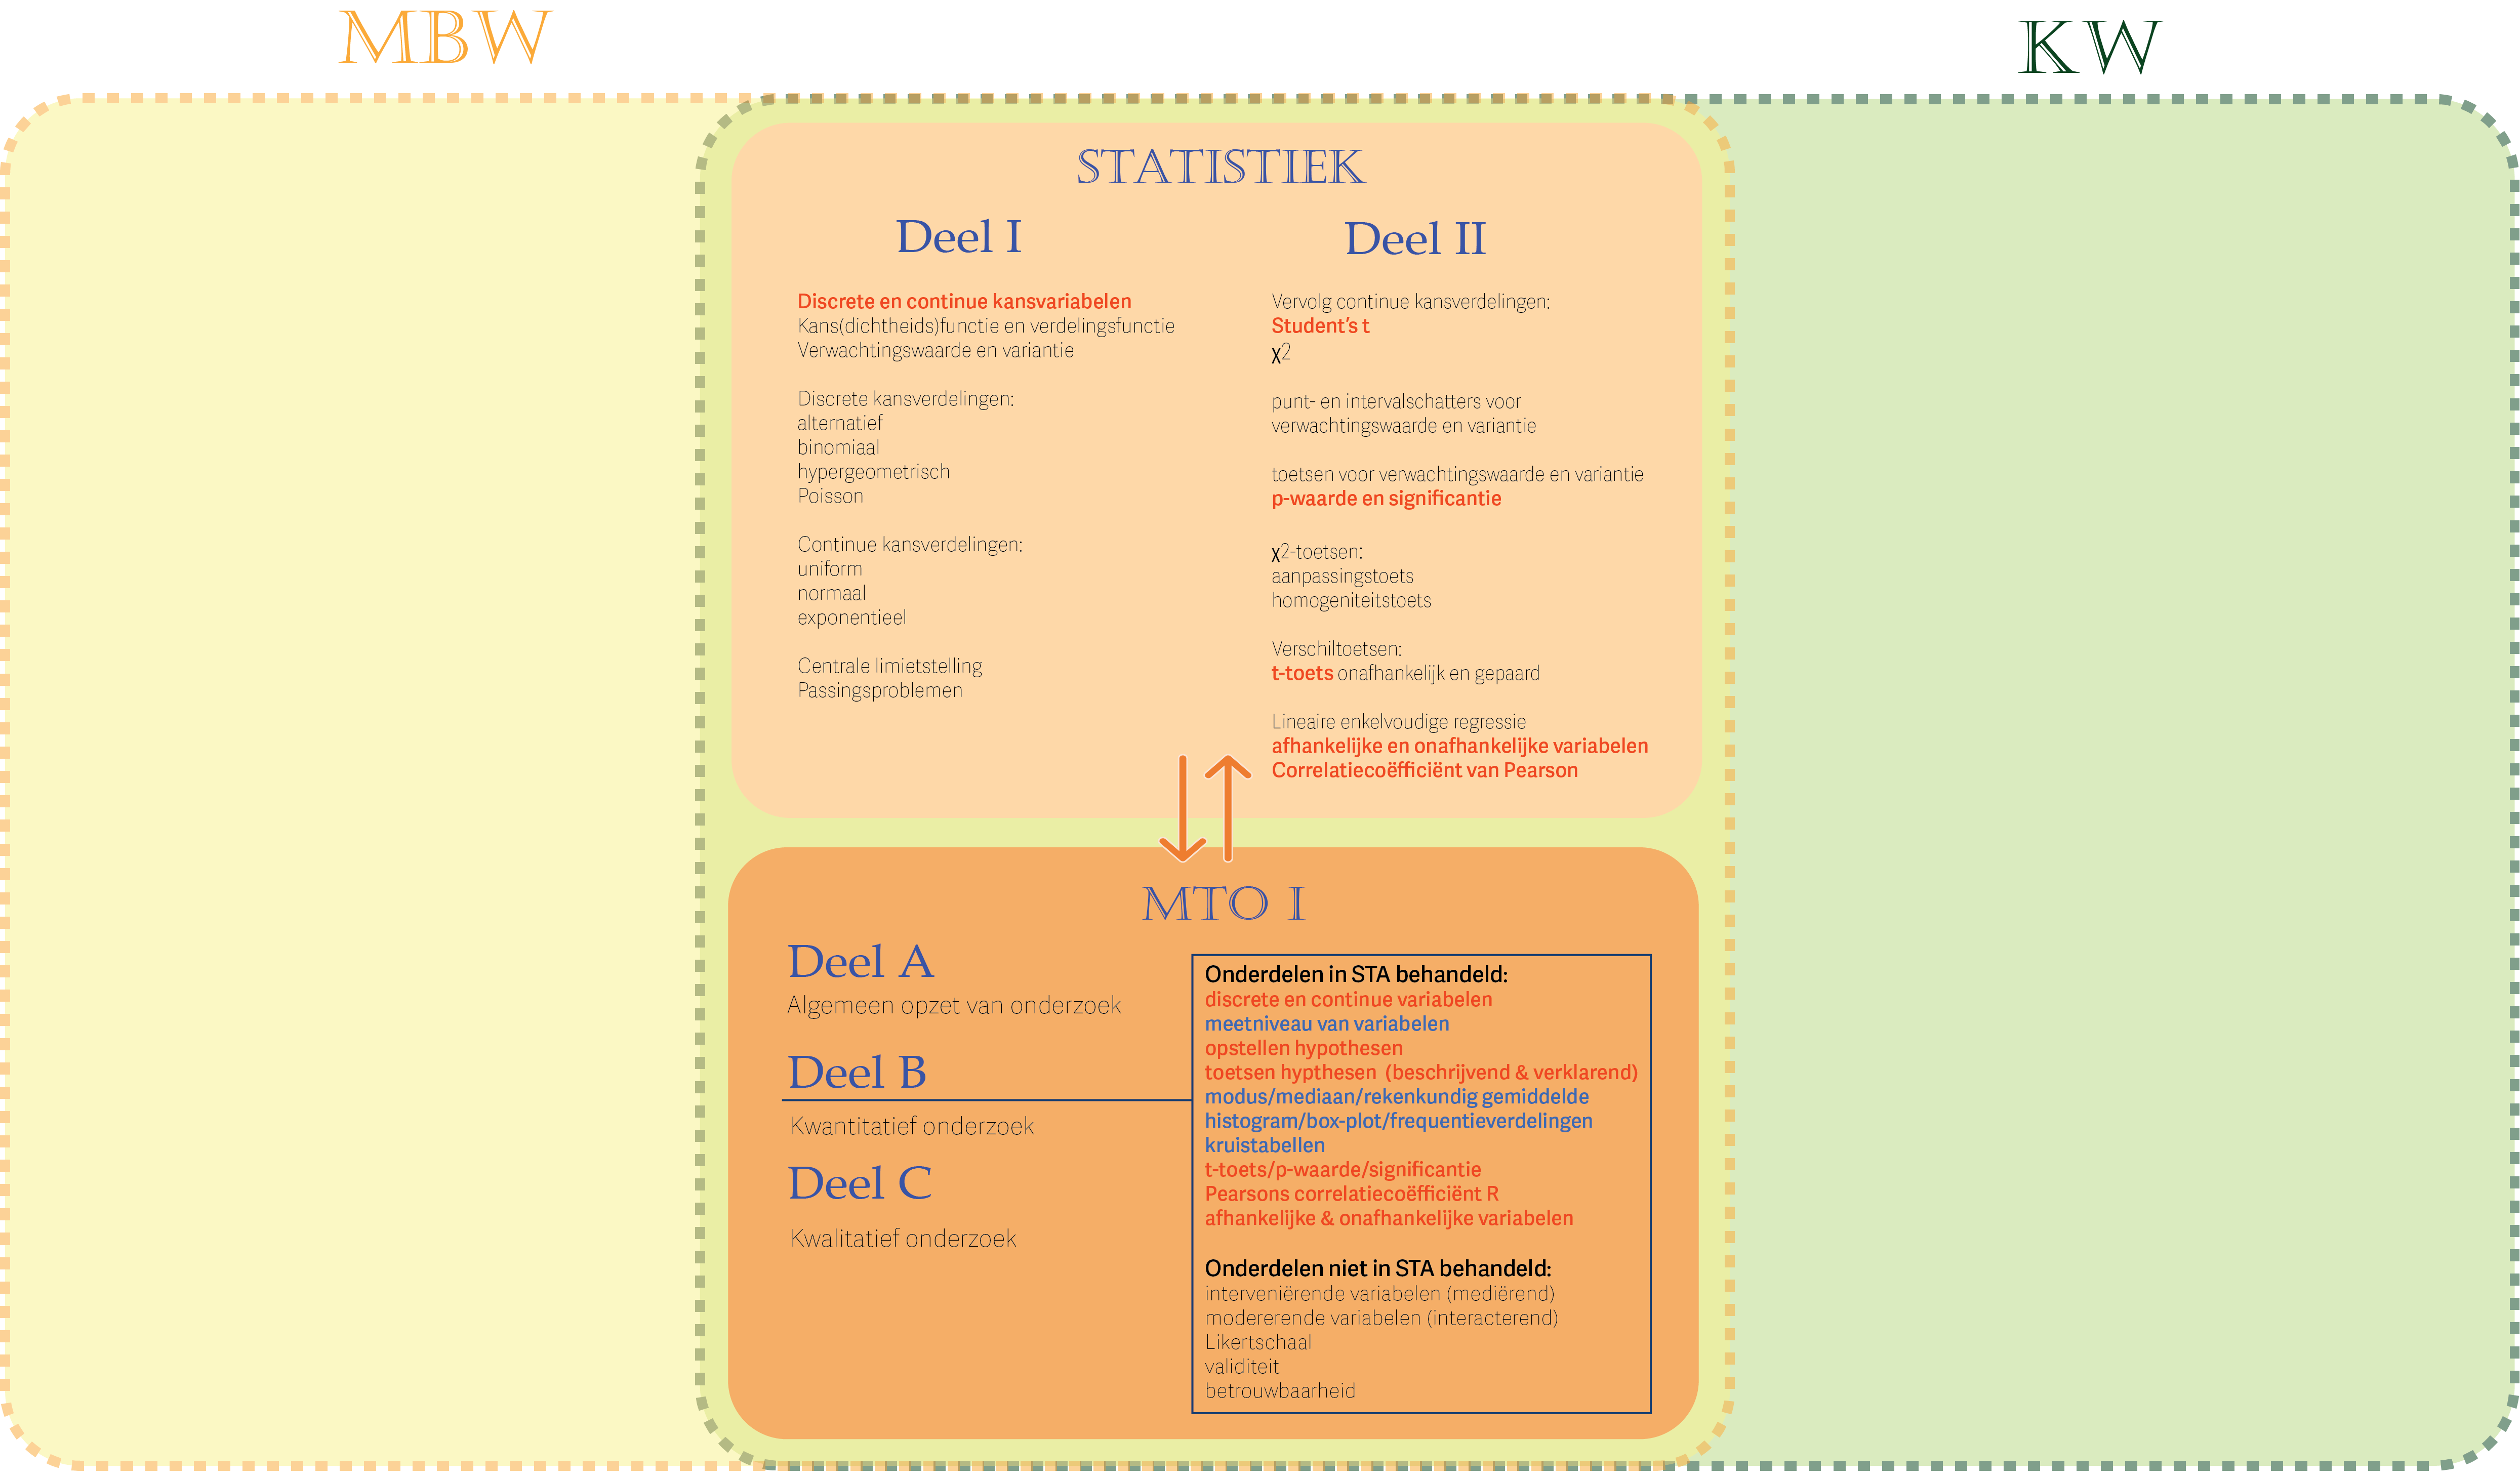 MBW
KW
STATISTIEK
Deel I
Discrete en continue kansvariabelen
Kans(dichtheids)functie en verdelingsfunctie
Verwachtingswaarde en variantie
Discrete kansverdelingen:
alternatief
binomiaal
hypergeometrisch
Poisson
Continue kansverdelingen:
uniform
normaal
exponentieel
Centrale limietstelling
Passingsproblemen
Deel II
Vervolg continue kansverdelingen:
Student's t
χ2
punt- en intervalschatters voor
verwachtingswaarde en variantie
toetsen voor verwachtingswaarde en variantie
p-waarde en significantie
χ2-toetsen:
aanpassingstoets
homogeniteitstoets
Verschiltoetsen:
t-toets onafhankelijk en gepaard
Lineaire enkelvoudige regressie
afhankelijke en onafhankelijke variabelen
Correlatiecoëfficiënt van Pearson
MTO I
Deel A
Algemeen opzet van onderzoek
Deel B
Kwantitatief onderzoek
Deel C
Kwalitatief onderzoek
Onderdelen in STA behandeld:
discrete en continue variabelen
meetniveau van variabelen
opstellen hypothesen
toetsen hypthesen (beschrijvend & verklarend)
modus/mediaan/rekenkundig gemiddelde
histogram/box-plot/frequentieverdelingen
kruistabellen
t-toets/p-waarde/significantie
Pearsons correlatiecoëfficiënt R
afhankelijke & onafhankelijke variabelen
Onderdelen niet in STA behandeld:
interveniërende variabelen (mediërend)
modererende variabelen (interacterend)
Likertschaal
validiteit
betrouwbaarheid